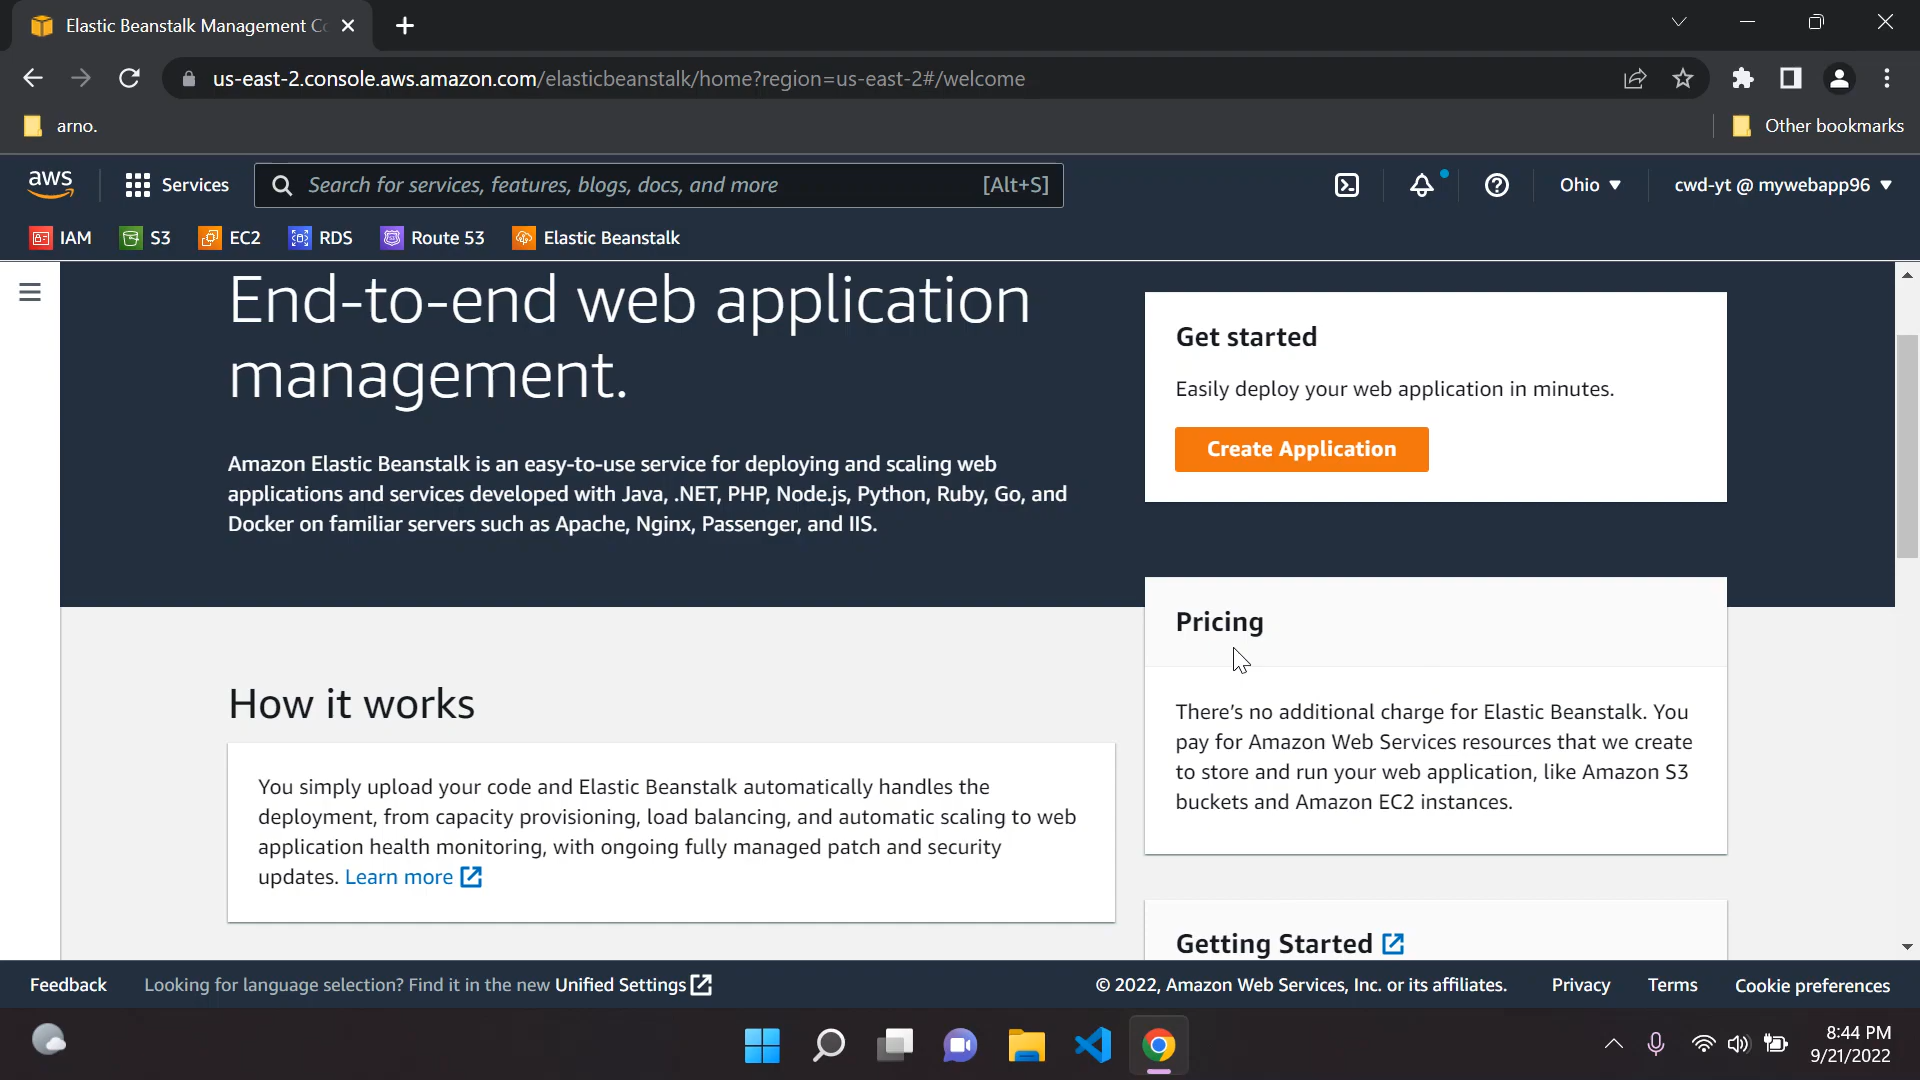 Elastic Beanstalk Management Co
us-east-2.console.aws.amazon.com/elasticbeanstalk/home?region=us-east-2#/welcome
arno.
Other bookmarks
aws
Services
Search for services, features, blogs, docs, and more
[Alt+S]
Ohio
cwd-yt @ mywebapp96
IAM
S3
EC2
RDS
Route 53
Elastic Beanstalk
End-to-end web application
management.
Amazon Elastic Beanstalk is an easy-to-use service for deploying and scaling web
applications and services developed with Java, .NET, PHP, Node.js, Python, Ruby, Go, and
Docker on familiar servers such as Apache, Nginx, Passenger, and IIS.
Get started
Easily deploy your web application in minutes.
Create Application
Pricing
There's no additional charge for Elastic Beanstalk. You
pay for Amazon Web Services resources that we create
to store and run your web application, like Amazon S3
buckets and Amazon EC2 instances.
How it works
You simply upload your code and Elastic Beanstalk automatically handles the
deployment, from capacity provisioning, load balancing, and automatic scaling to web
application health monitoring, with ongoing fully managed patch and security
updates. Learn more
Getting Started
Feedback
Looking for language selection? Find it in the new Unified Settings
© 2022, Amazon Web Services, Inc. or its affiliates.
Privacy
Terms
Cookie preferences
8:44 PM
9/21/2022